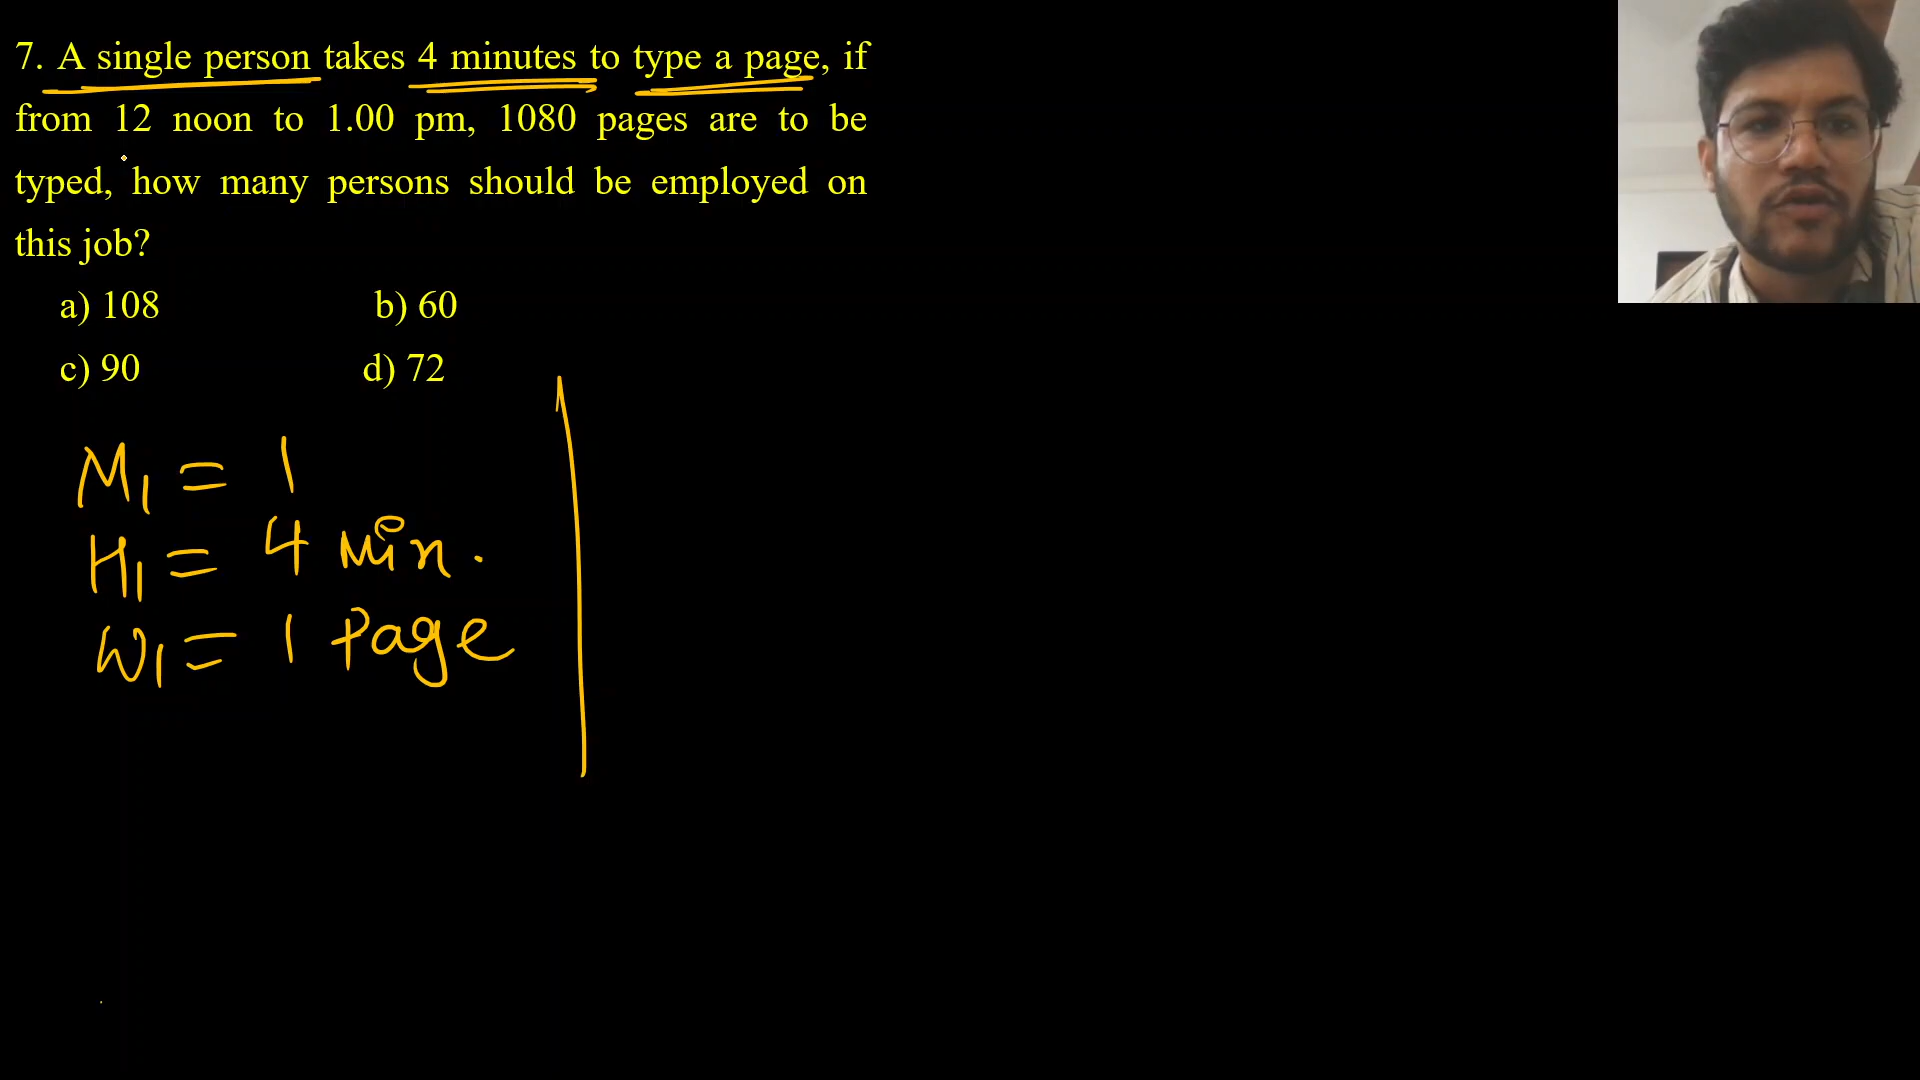 7. A single person takes 4 minutes to type a page, if
from 12 noon to 1.00 pm, 1080 pages are to be
typed, how many persons should be employed on
this job?
a) 108 b) 60
c) 90 d) 72
M1 = 1
H1 = 4 Min.
W1 = 1 Page